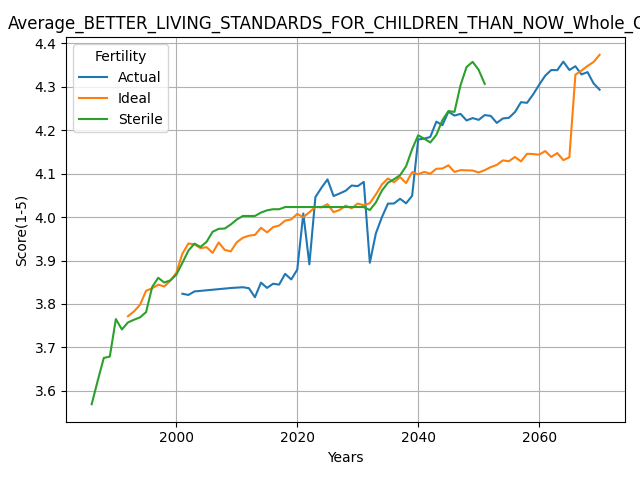 Average_BETTER_LIVING_STANDARDS_FOR_CHILDREN_THAN_NOW_Whole_C
Fertility
Actual
Ideal
Sterile
4.4
4.3
4.2
4.1
4.0
3.9
3.8
3.7
3.6
Score(1-5)
2000 2020 2040 2060
Years